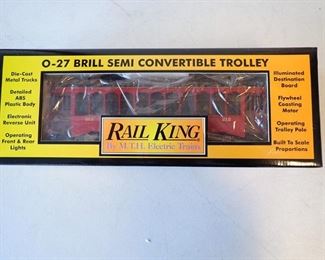 O-27 BRILL SEMI CONVERTIBLE TROLLEY
Die-Cast
Metal Trucks
Detailed
ABS
Plastic Body
Electronic
Reverse Unit
Operating
Front & Rear
Lights
RAIL KING
By M.T.H. Electric Trains
Illuminated
Destination
Board
Flywheel
Coasting
Motor
Operating
Trolley Pole
Built To Scale
Proportions